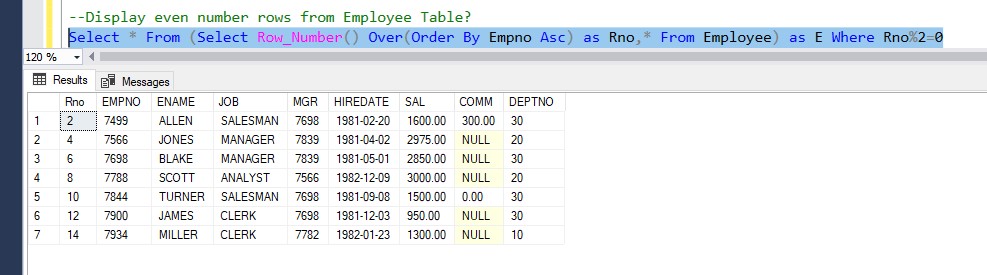 --Display even number rows from Employee Table?
Select * From (Select Row_Number() Over(Order By Empno Asc) as Rno,* From Employee) as E Where Rno%2=0
120 %
Results Messages
Rno EMPNO ENAME JOB MGR HIREDATE SAL COMM DEPTNO
1 2 7499 ALLEN SALESMAN 7698 1981-02-20 1600.00 300.00 30
2 4 7566 JONES MANAGER 7839 1981-04-02 2975.00 NULL 20
3 6 7698 BLAKE MANAGER 7839 1981-05-01 2850.00 NULL 30
4 8 7788 SCOTT ANALYST 7566 1982-12-09 3000.00 NULL 20
5 10 7844 TURNER SALESMAN 7698 1981-09-08 1500.00 0.00 30
6 12 7900 JAMES CLERK 7698 1981-12-03 950.00 NULL 30
7 14 7934 MILLER CLERK 7782 1982-01-23 1300.00 NULL 10